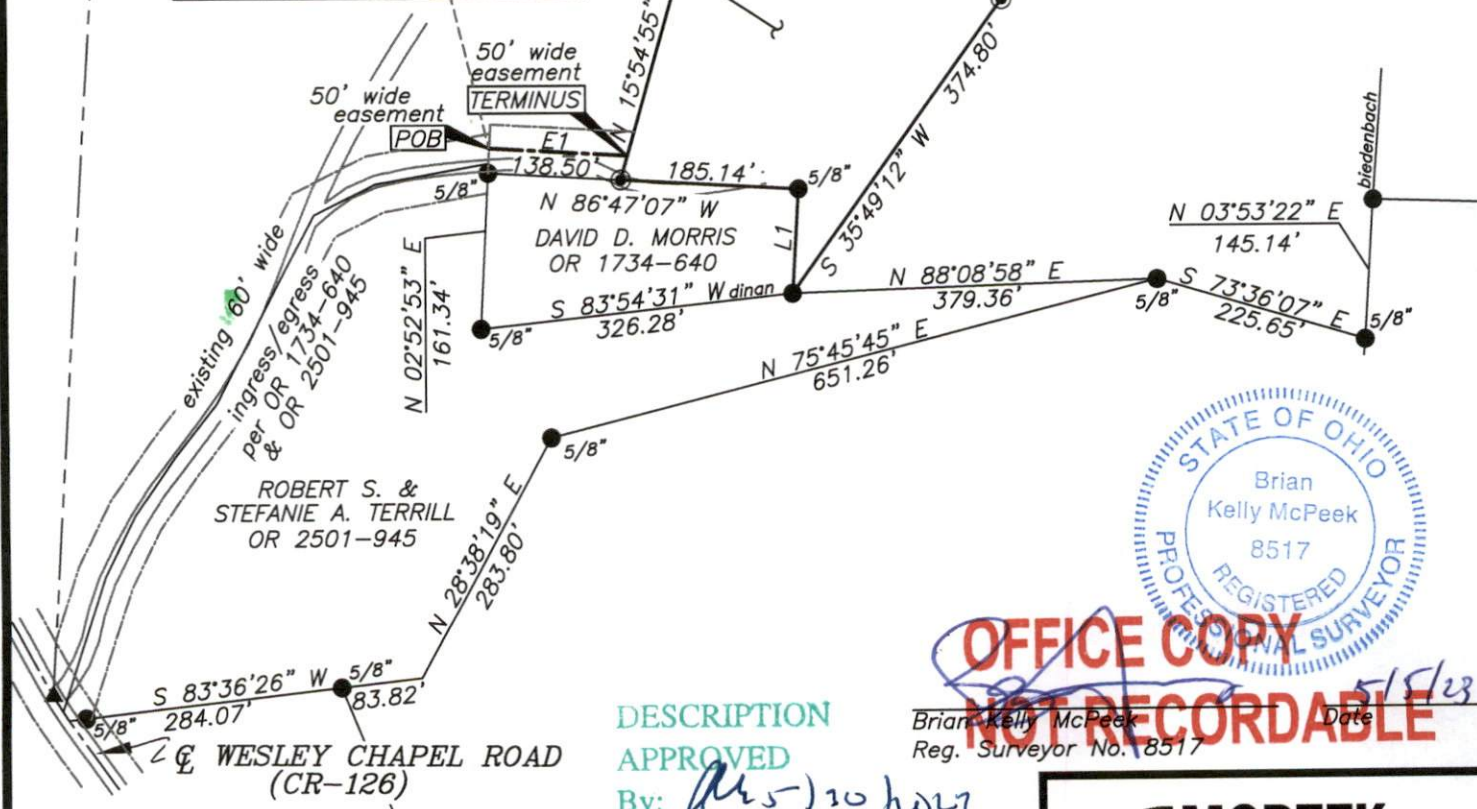 50' wide
easement
TERMINUS
50' wide
easement
POB
E1
138.50'
185.14'
5/8"
5/8"
N 15°54'55"
374.80'
S 35°49'12" W
N 86°47'07" W
DAVID D. MORRIS
OR 1734-640
L1
biedenbach
N 03°53'22" E
145.14'
N 02°52'53" E
161.34'
S 83°54'31" W
326.28'
dinan
5/8"
N 88°08'58" E
379.36'
5/8"
S 73°36'07" E
225.65'
5/8"
N 75°45'45" E
651.26'
5/8"
existing 60' wide
ingress/egress
per OR 1734-640
& OR 2501-945
ROBERT S. &
STEFANIE A. TERRILL
OR 2501-945
N 28°38'19" E
283.80'
S 83°36'26" W
284.07'
5/8"
83.82'
5/8"
℄ WESLEY CHAPEL ROAD
(CR-126)
STATE OF OHIO
Brian
Kelly McPeek
8517
REGISTERED
PROFESSIONAL SURVEYOR
OFFICE COPY
NOT RECORDABLE
Brian Kelly McPeek
Reg. Surveyor No. 8517
Date
5/5/23
DESCRIPTION
APPROVED
By: